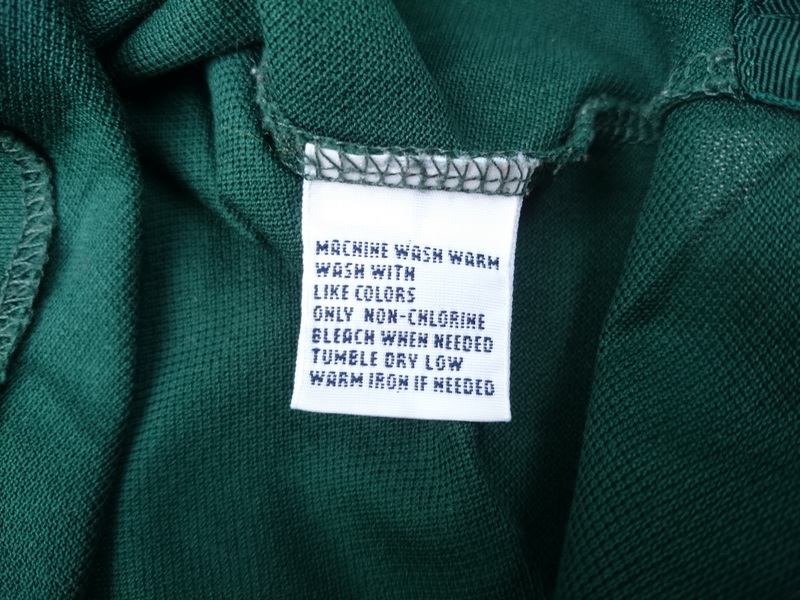 MACHINE WASH WARM
WASH WITH
LIKE COLORS
ONLY NON-CHLORINE
BLEACH WHEN NEEDED
TUMBLE DRY LOW
WARM IRON IF NEEDED